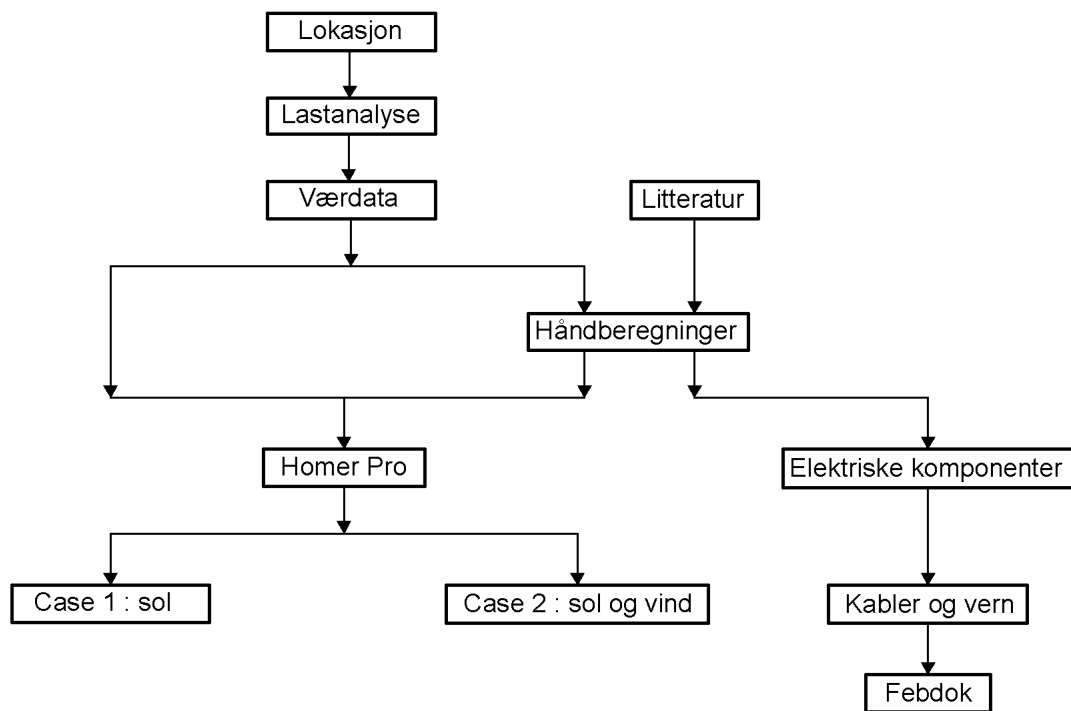 Lokasjon
Lastanalyse
Værdata
Litteratur
Håndberegninger
Homer Pro
Elektriske komponenter
Case 1 : sol
Case 2 : sol og vind
Kabler og vern
Febdok